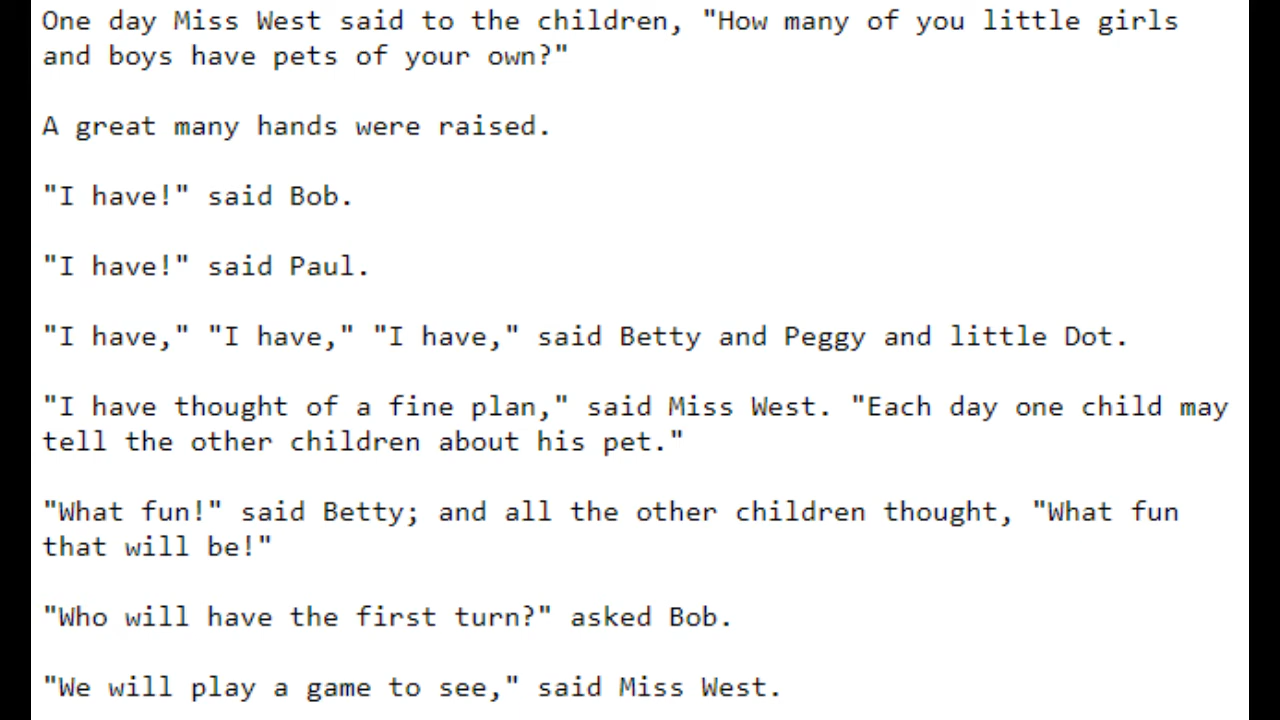 One day Miss West said to the children, "How many of you little girls
and boys have pets of your own?"
A great many hands were raised.
"I have!" said Bob.
"I have!" said Paul.
"I have," "I have," "I have," said Betty and Peggy and little Dot.
"I have thought of a fine plan," said Miss West. "Each day one child may
tell the other children about his pet."
"What fun!" said Betty; and all the other children thought, "What fun
that will be!"
"Who will have the first turn?" asked Bob.
"We will play a game to see," said Miss West.